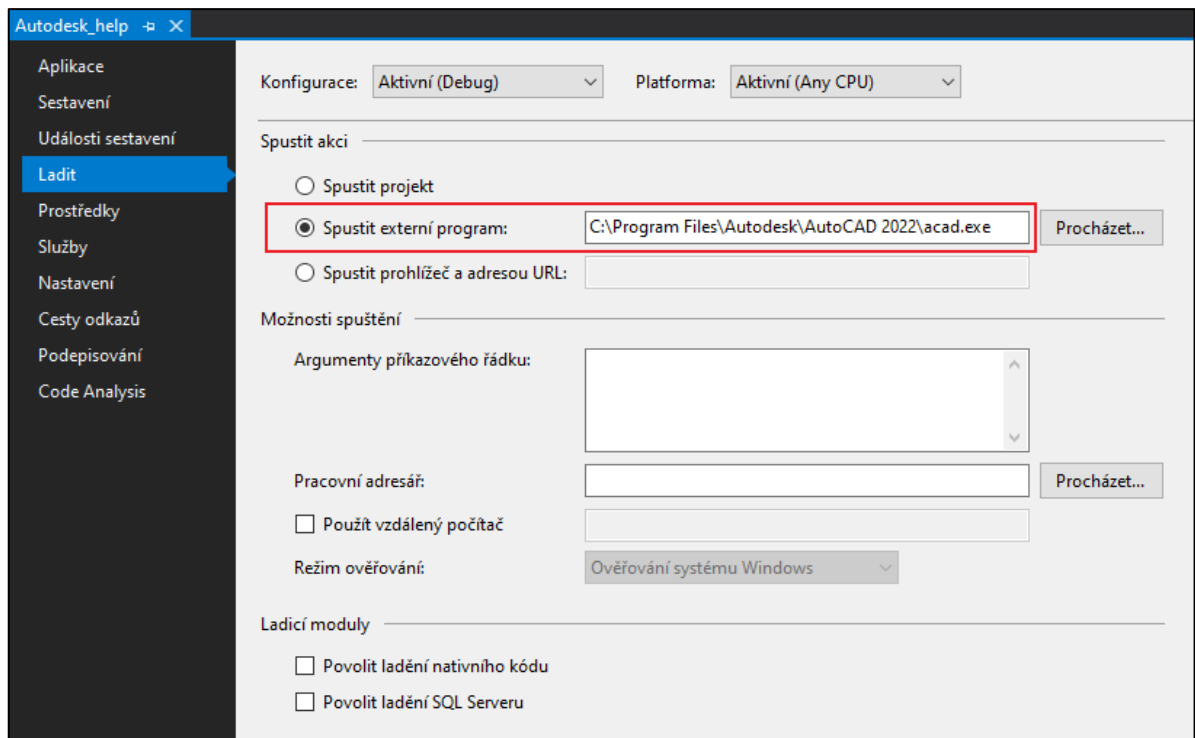 Autodesk_help
Aplikace
Sestavení
Události sestavení
Ladit
Prostředky
Služby
Nastavení
Cesty odkazů
Podepisování
Code Analysis
Konfigurace: Aktivní (Debug) Platforma: Aktivní (Any CPU)
Spustit akci
Spustit projekt
Spustit externí program: C:\Program Files\Autodesk\AutoCAD 2022\acad.exe Procházet...
Spustit prohlížeč a adresou URL:
Možnosti spuštění
Argumenty příkazového řádku:
Pracovní adresář: Procházet...
Použít vzdálený počítač
Režim ověřování: Ověřování systému Windows
Ladicí moduly
Povolit ladění nativního kódu
Povolit ladění SQL Serveru